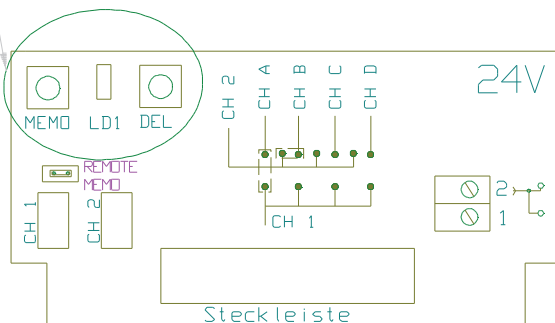 24V
CH 2
CH A
CH B
CH C
CH D
MEMO
LD1
DEL
REMOTE
MEMO
CH 1
CH 2
CH 1
2
1
Steckleiste